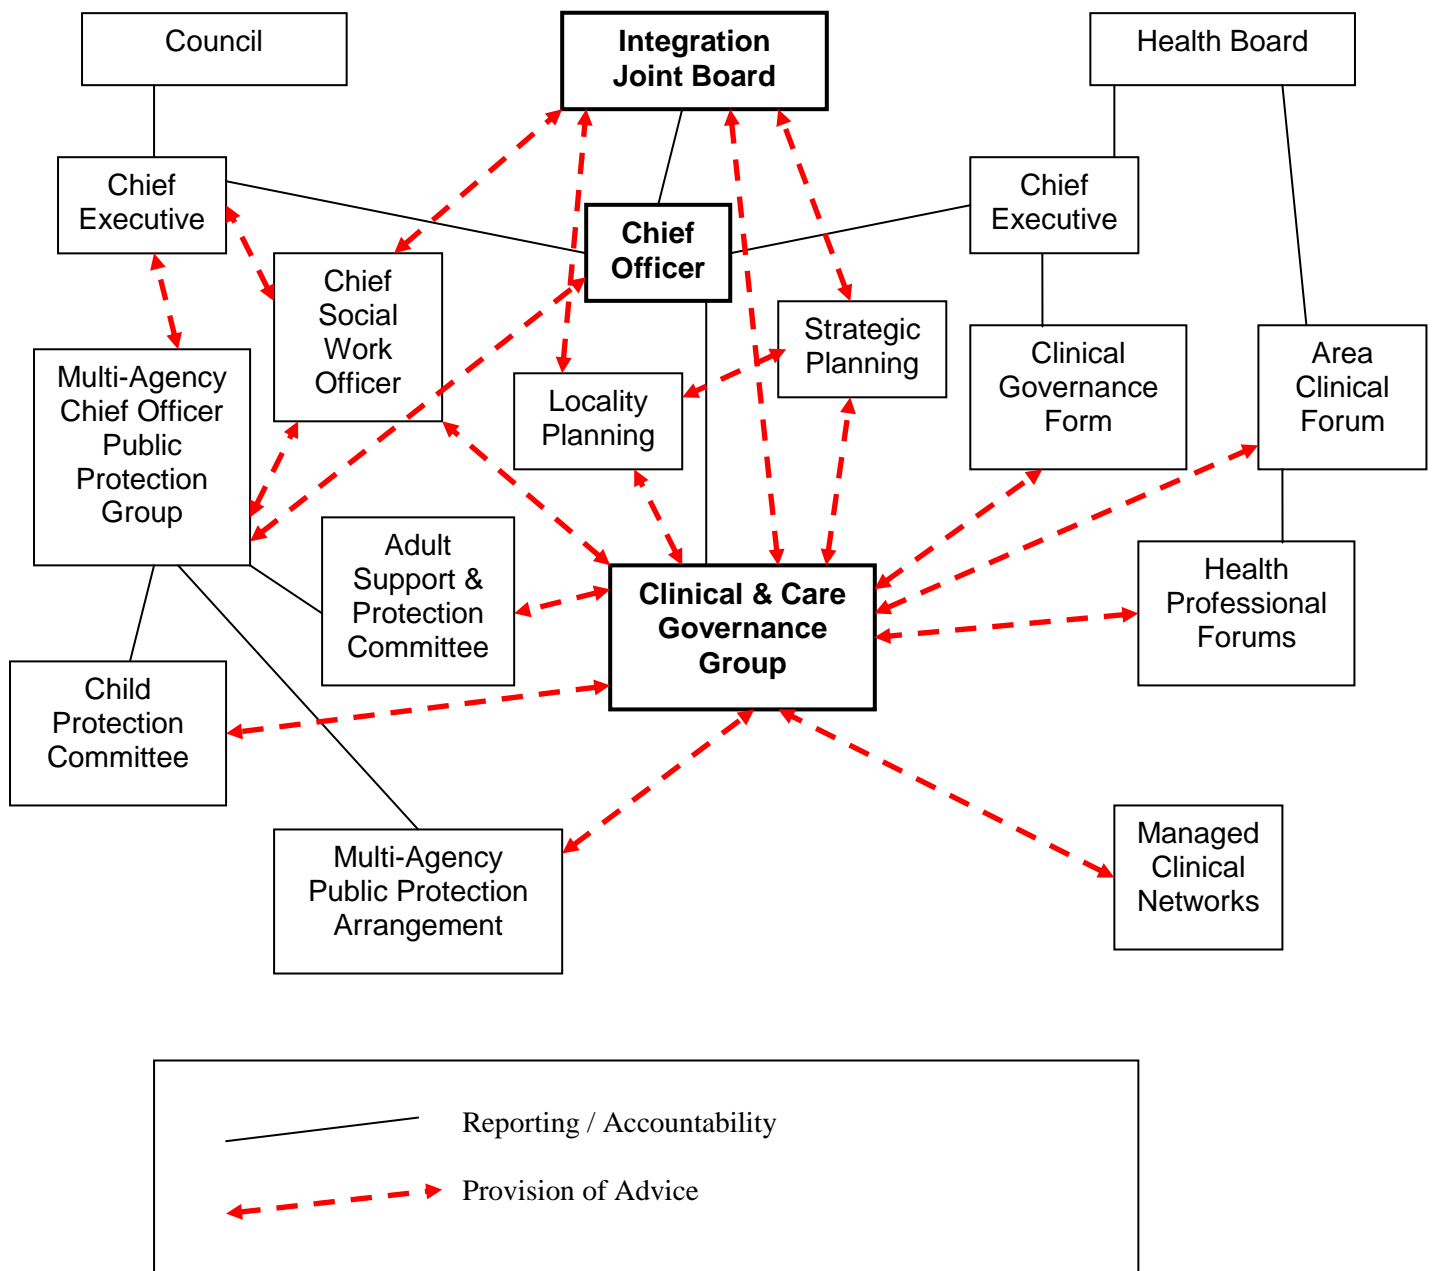 Council
Integration
Joint Board
Health Board
Chief
Executive
Chief
Executive
Chief
Officer
Chief
Social
Work
Officer
Strategic
Planning
Clinical
Governance
Form
Area
Clinical
Forum
Multi-Agency
Chief Officer
Public
Protection
Group
Locality
Planning
Adult
Support &
Protection
Committee
Clinical & Care
Governance
Group
Health
Professional
Forums
Child
Protection
Committee
Multi-Agency
Public Protection
Arrangement
Managed
Clinical
Networks
Reporting / Accountability
Provision of Advice